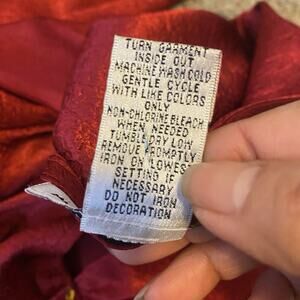 TURN GARMENT
INSIDE OUT
MACHINE WASH COLD
GENTLE CYCLE
WITH LIKE COLORS
ONLY
NON-CHLORINE BLEACH
WHEN NEEDED
TUMBLE DRY LOW
REMOVE PROMPTLY
IRON ON LOWEST
SETTING IF
NECESSARY
DO NOT IRON
DECORATION